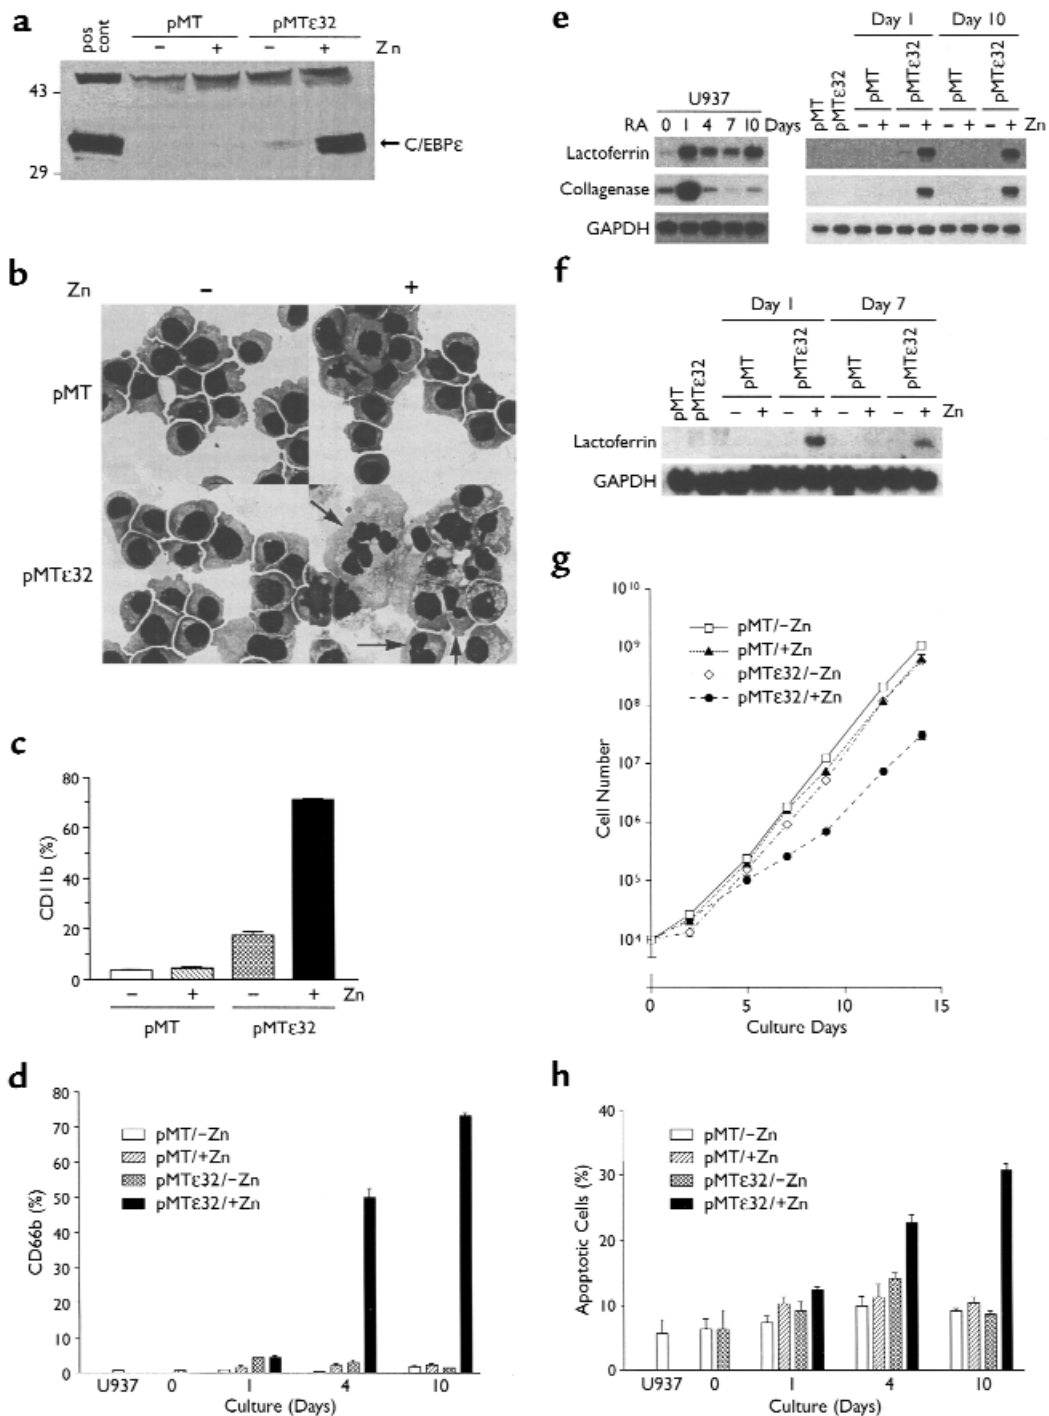 a
pos cont
pMT
pMTε32
– + – + Zn
43
C/EBPε
29
b
Zn – +
pMT
pMTε32
c
80
60
40
20
0
CD11b (%)
– + – + Zn
pMT pMTε32
d
80
70
60
50
40
30
20
10
0
CD66b (%)
pMT/–Zn
pMT/+Zn
pMTε32/–Zn
pMTε32/+Zn
U937 0 1 4 10
Culture (Days)
e
U937
RA 0 1 4 7 10 Days
Lactoferrin
Collagenase
GAPDH
Day 1 Day 10
pMT pMTε32 pMT pMTε32 pMT pMTε32
– + – + – + – + Zn
f
Day 1 Day 7
pMT pMTε32 pMT pMTε32 pMT pMTε32
– + – + – + – + Zn
Lactoferrin
GAPDH
g
10¹⁰
10⁹
10⁸
10⁷
10⁶
10⁵
10⁴
Cell Number
pMT/–Zn
pMT/+Zn
pMTε32/–Zn
pMTε32/+Zn
0 5 10 15
Culture Days
h
40
30
20
10
0
Apoptotic Cells (%)
pMT/–Zn
pMT/+Zn
pMTε32/–Zn
pMTε32/+Zn
U937 0 1 4 10
Culture (Days)